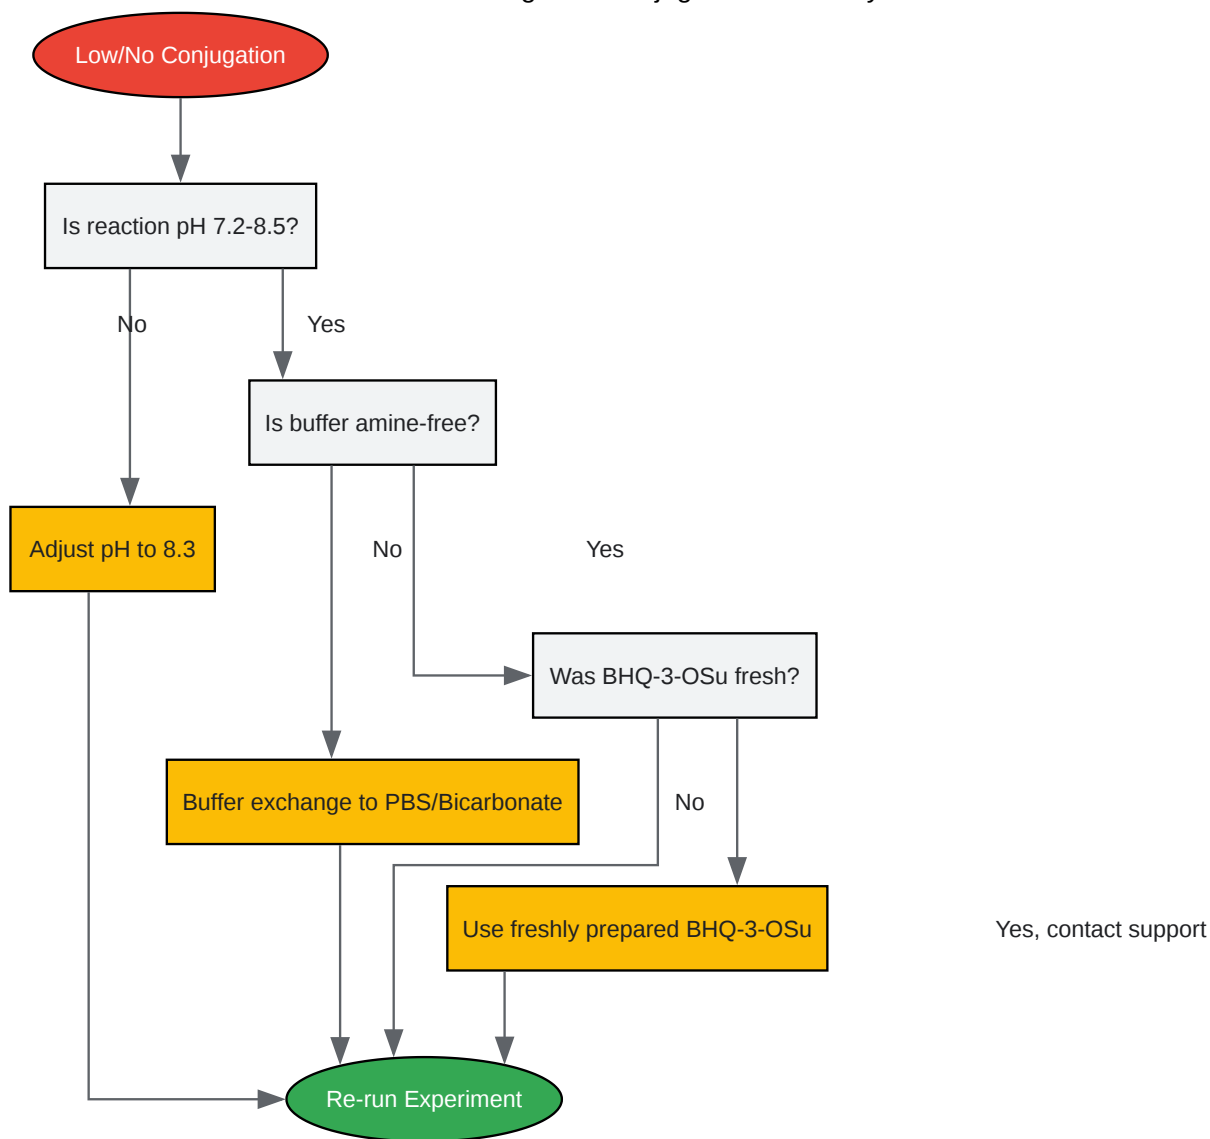 Low/No Conjugation
Is reaction pH 7.2-8.5?
No
Yes
Is buffer amine-free?
Adjust pH to 8.3
No
Yes
Was BHQ-3-OSu fresh?
Buffer exchange to PBS/Bicarbonate
No
Use freshly prepared BHQ-3-OSu
Yes, contact support
Re-run Experiment